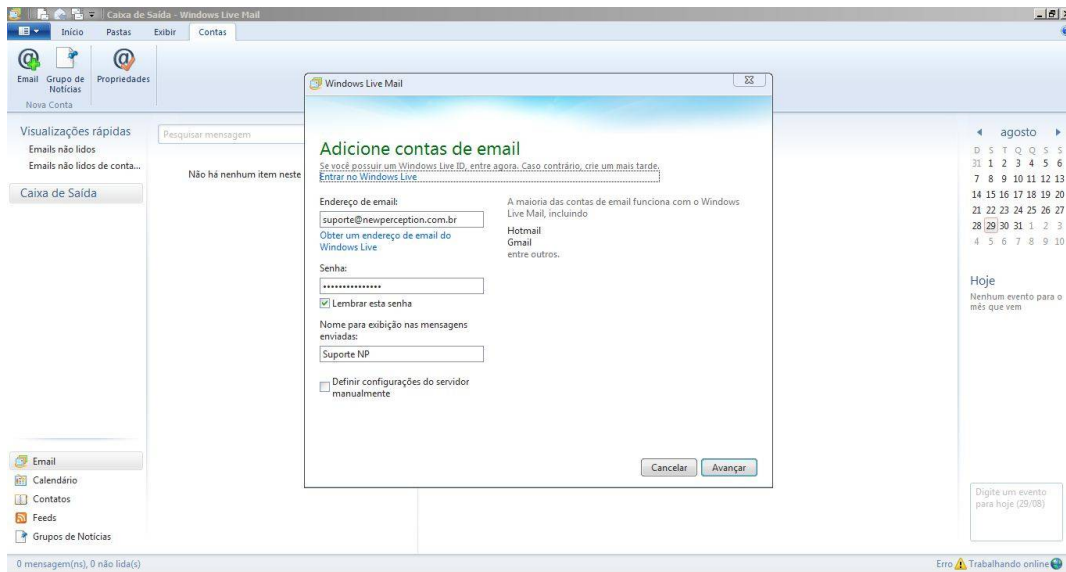 Caixa de Saída - Windows Live Mail
Início Pastas Exibir Contas
Email Grupo de Notícias Propriedades
Nova Conta
Visualizações rápidas
Emails não lidos
Emails não lidos de conta...
Caixa de Saída
Pesquisar mensagem
Não há nenhum item neste
Windows Live Mail
Adicione contas de email
Se você possuir um Windows Live ID, entre agora. Caso contrário, crie um mais tarde.
Entrar no Windows Live
Endereço de email:
suporte@newperception.com.br
Obter um endereço de email do
Windows Live
Senha:
•••••••••••••••
Lembrar esta senha
Nome para exibição nas mensagens
enviadas:
Suporte NP
Definir configurações do servidor
manualmente
A maioria das contas de email funciona com o Windows
Live Mail, incluindo
Hotmail
Gmail
entre outros.
Cancelar Avançar
agosto
D S T Q Q S S
31 1 2 3 4 5 6
7 8 9 10 11 12 13
14 15 16 17 18 19 20
21 22 23 24 25 26 27
28 29 30 31 1 2 3
4 5 6 7 8 9 10
Hoje
Nenhum evento para o
mês que vem
Digite um evento
para hoje (29/08)
Email
Calendário
Contatos
Feeds
Grupos de Notícias
0 mensagem(ns), 0 não lida(s)
Erro Trabalhando online